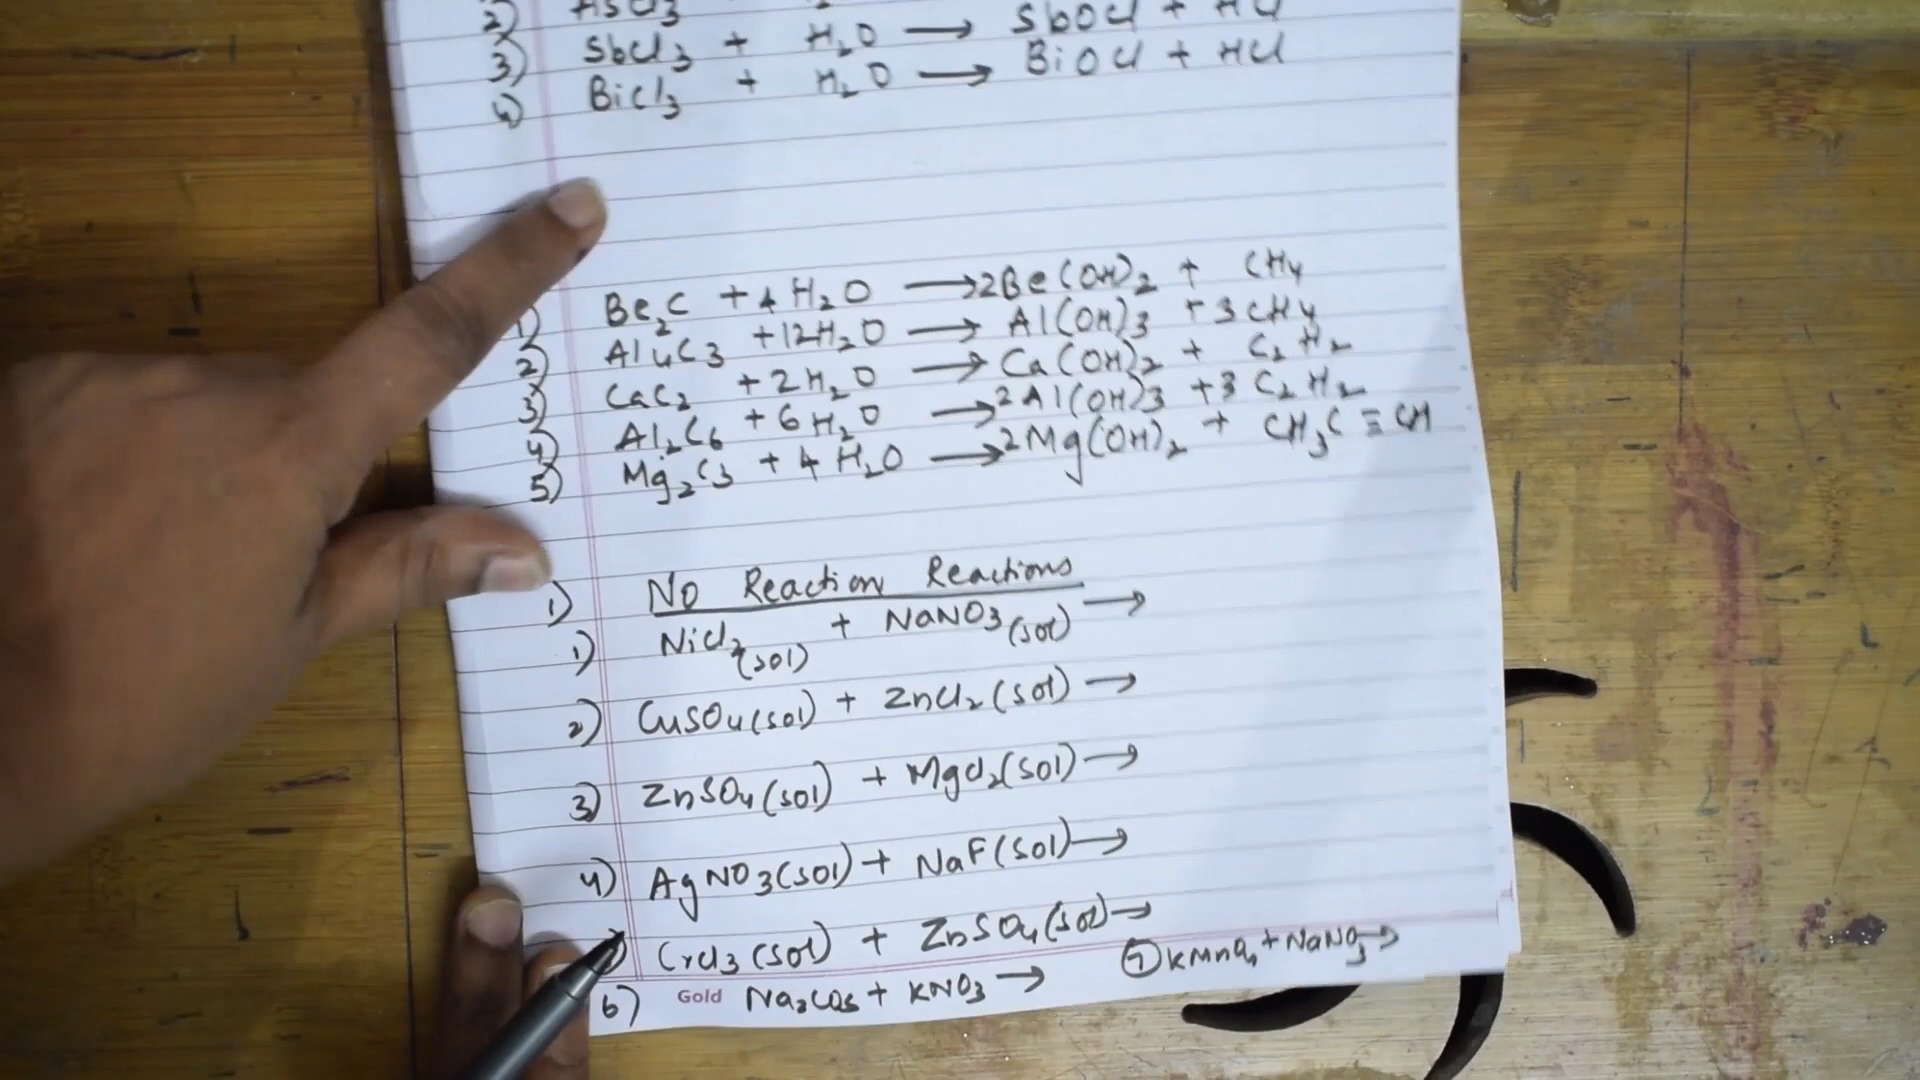 2) AsCl3
3) SbCl3 + H2O → SbOCl + HCl
4) BiCl3 + H2O → BiOCl + HCl
1) Be2C + 4H2O → 2Be(OH)2 + CH4
2) Al4C3 + 12H2O → Al(OH)3 + 3CH4
3) CaC2 + 2H2O → Ca(OH)2 + C2H2
4) Al2C6 + 6H2O → 2Al(OH)3 + 3C2H2
5) Mg2C3 + 4H2O → 2Mg(OH)2 + CH3C≡CH
1) No Reaction Reactions
1) NiCl2(sol) + NaNO3(sol) →
2) CuSO4(sol) + ZnCl2(sol) →
3) ZnSO4(sol) + MgCl2(sol) →
4) AgNO3(sol) + NaF(sol) →
CrCl3(sol) + ZnSO4(sol) →
6) Gold Na2CO3 + KNO3 →
7 KMnO4 + NaNO3 →